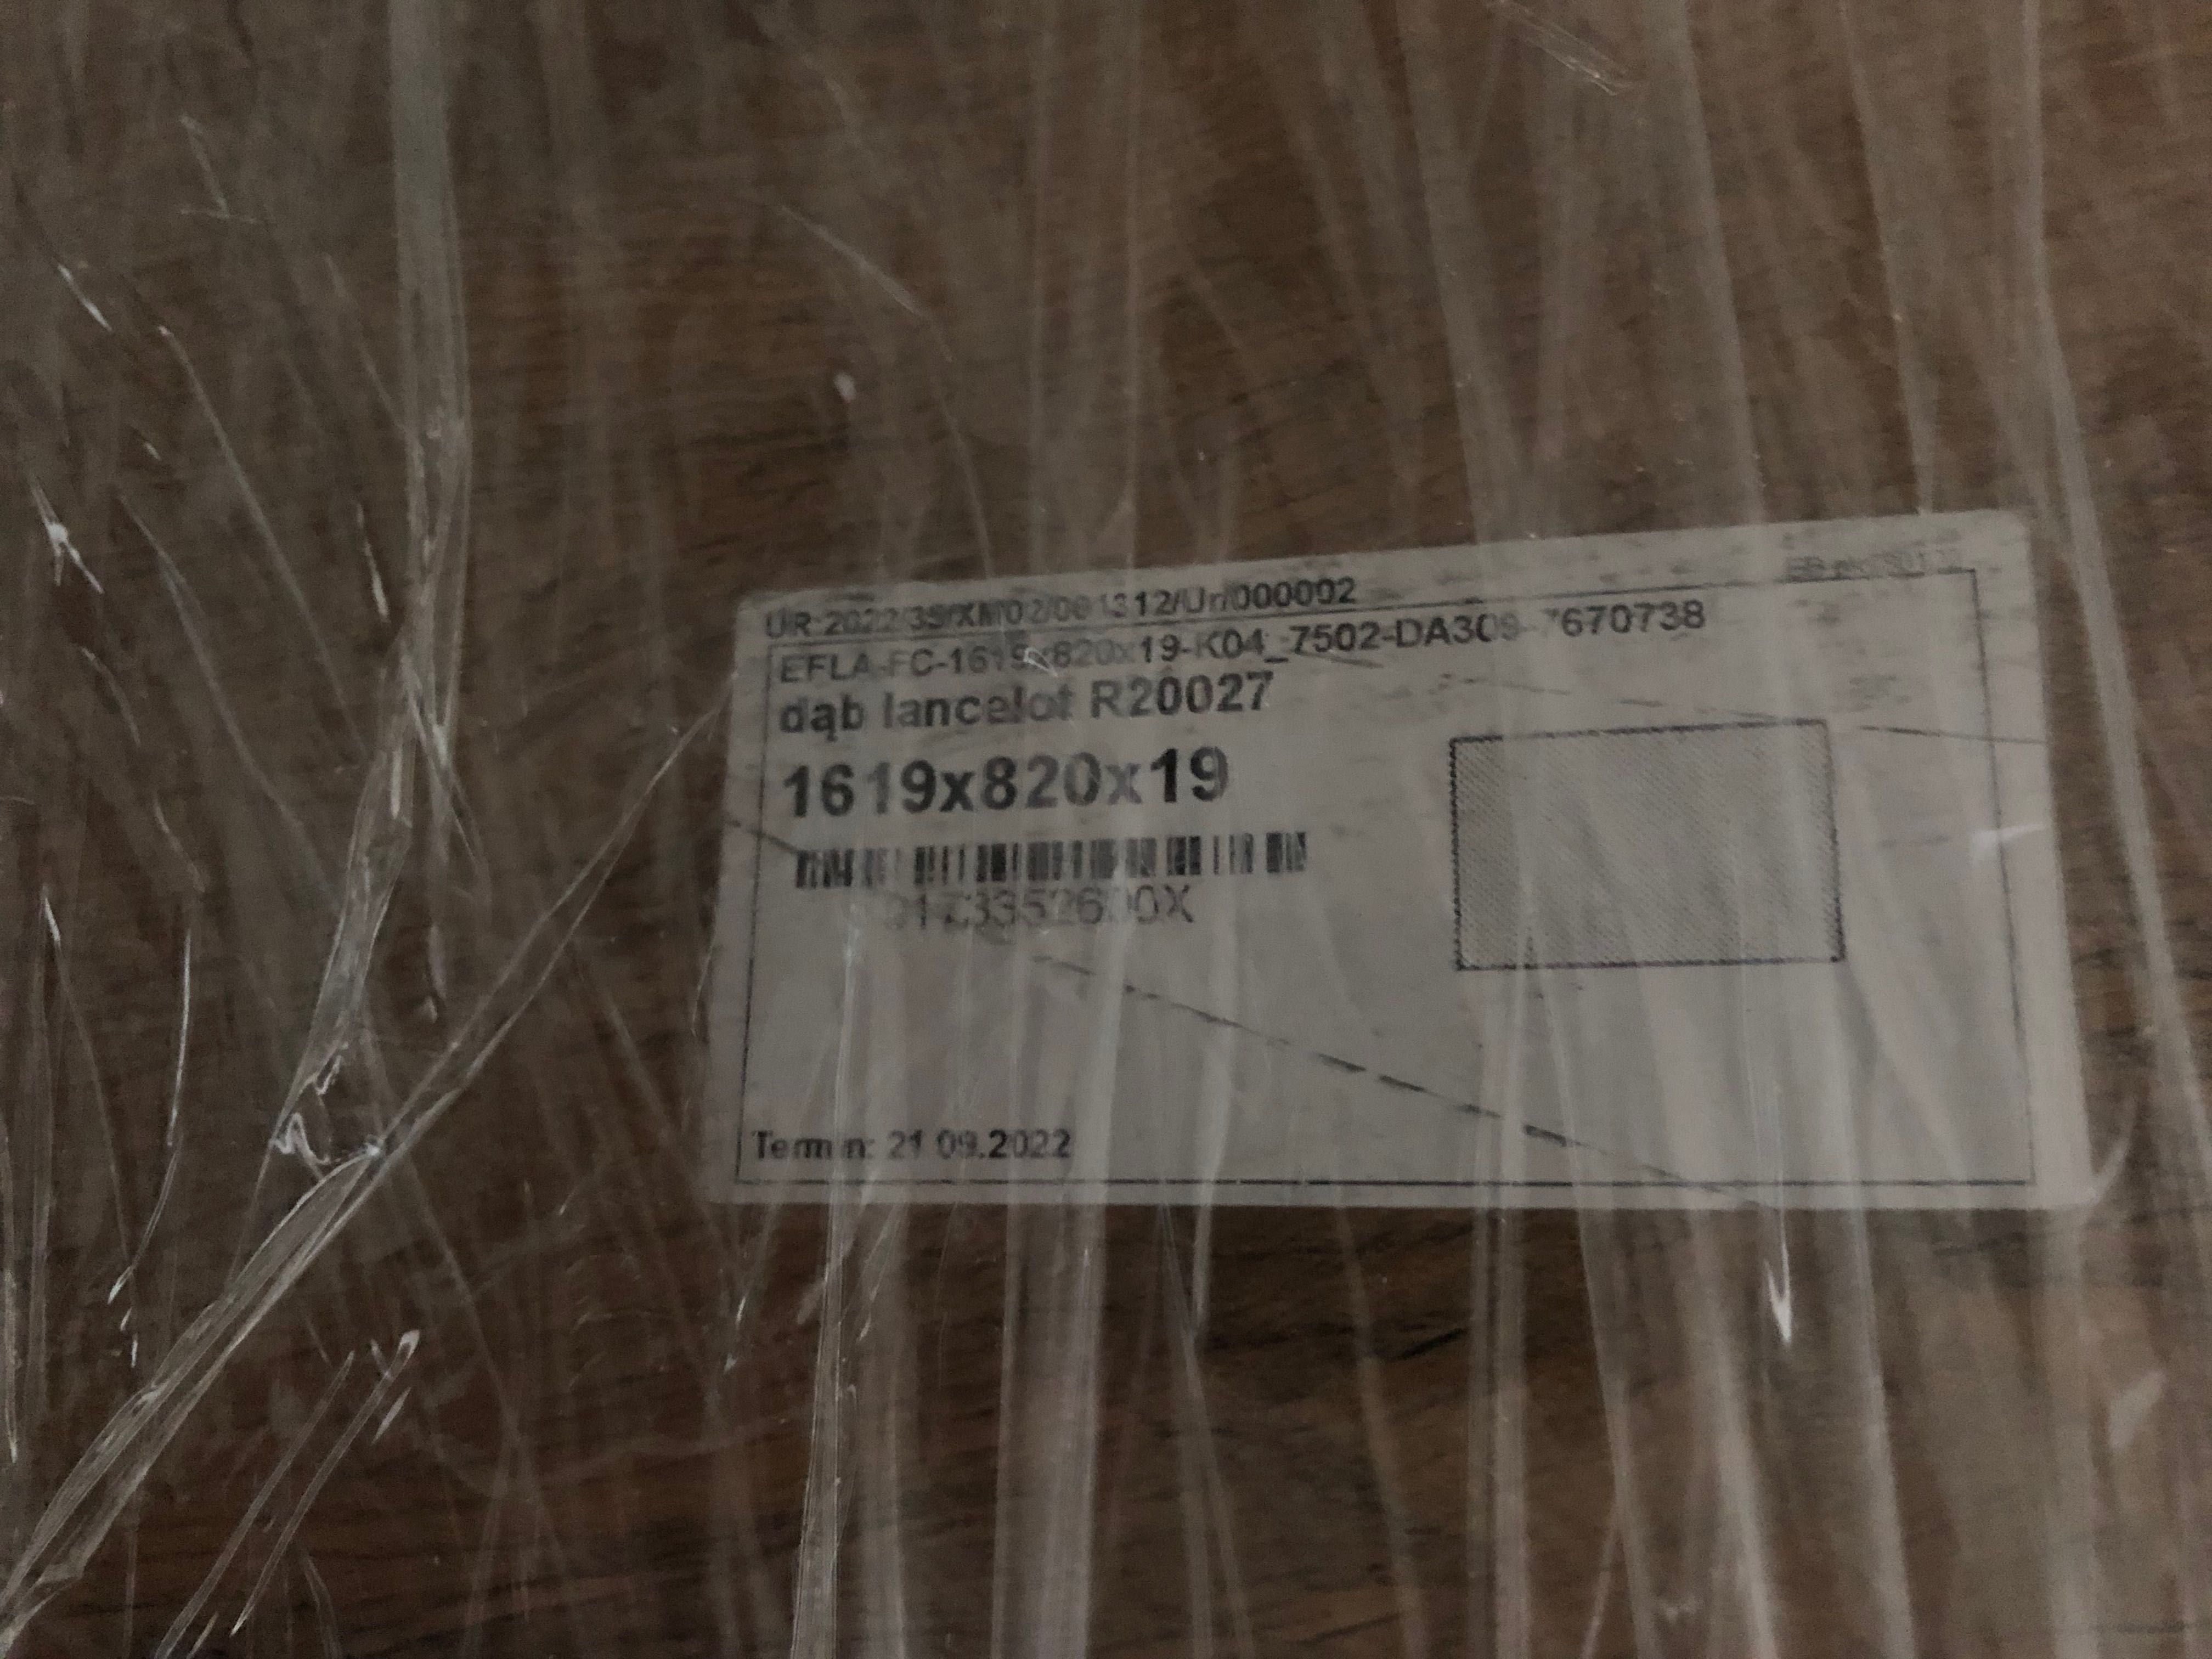 UR:2022/39/XM02/001312/Ur/000002
EFLA-FC-1619x820x19-K04_7502-DA309-7670738
dąb lancelot R20027
1619x820x19
Termin: 21.09.2022